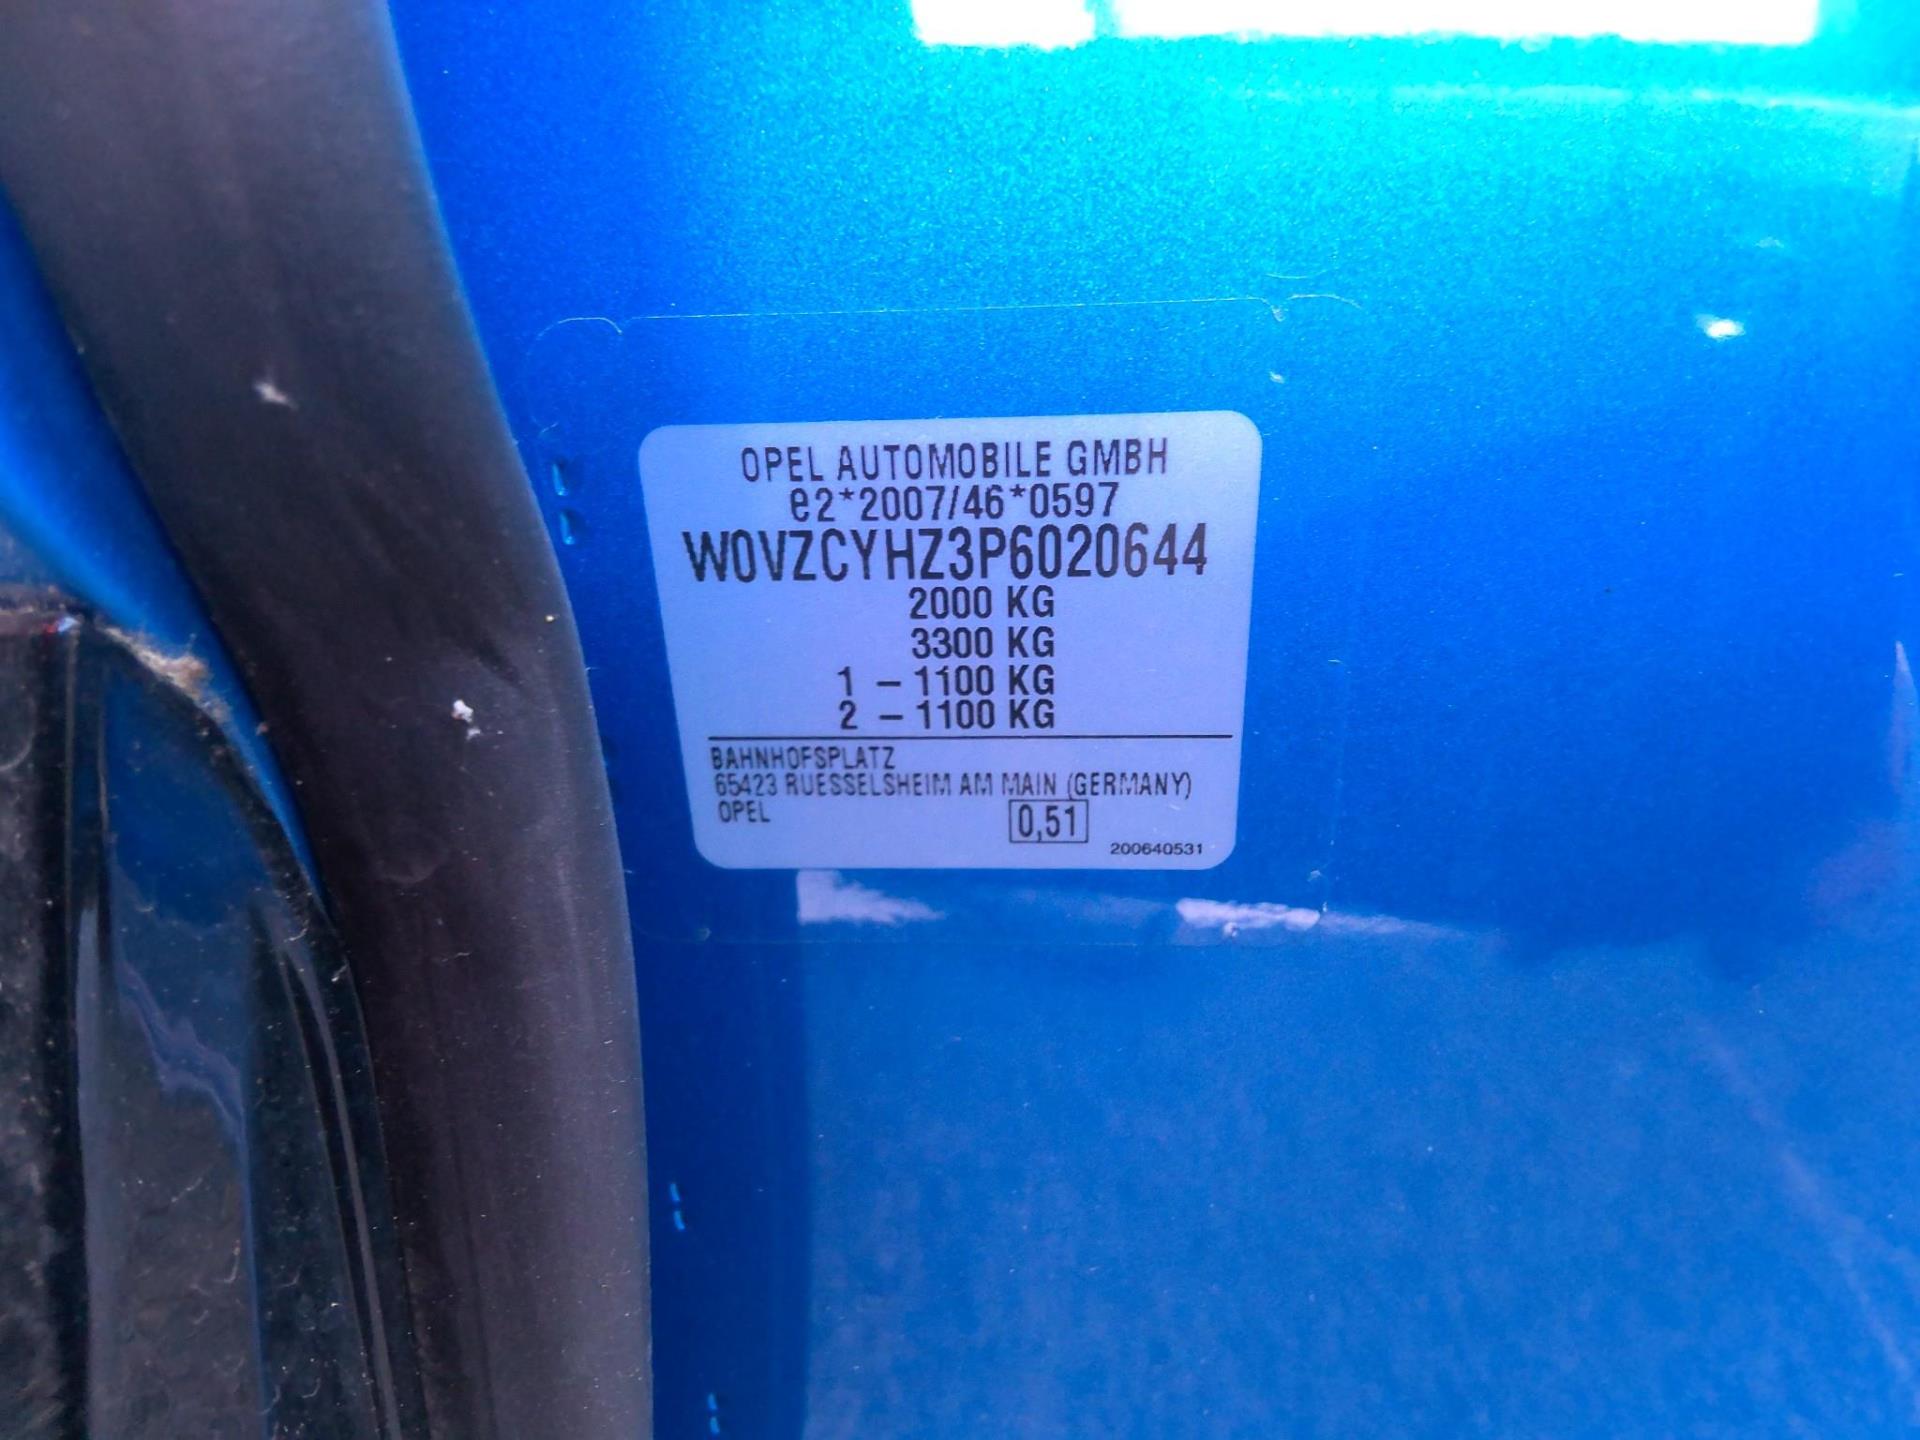 OPEL AUTOMOBILE GMBH
e2*2007/46*0597
W0VZCYHZ3P6020644
2000 KG
3300 KG
1 – 1100 KG
2 – 1100 KG
BAHNHOFSPLATZ
65423 RUESSELSHEIM AM MAIN (GERMANY)
OPEL 0,51
200640531